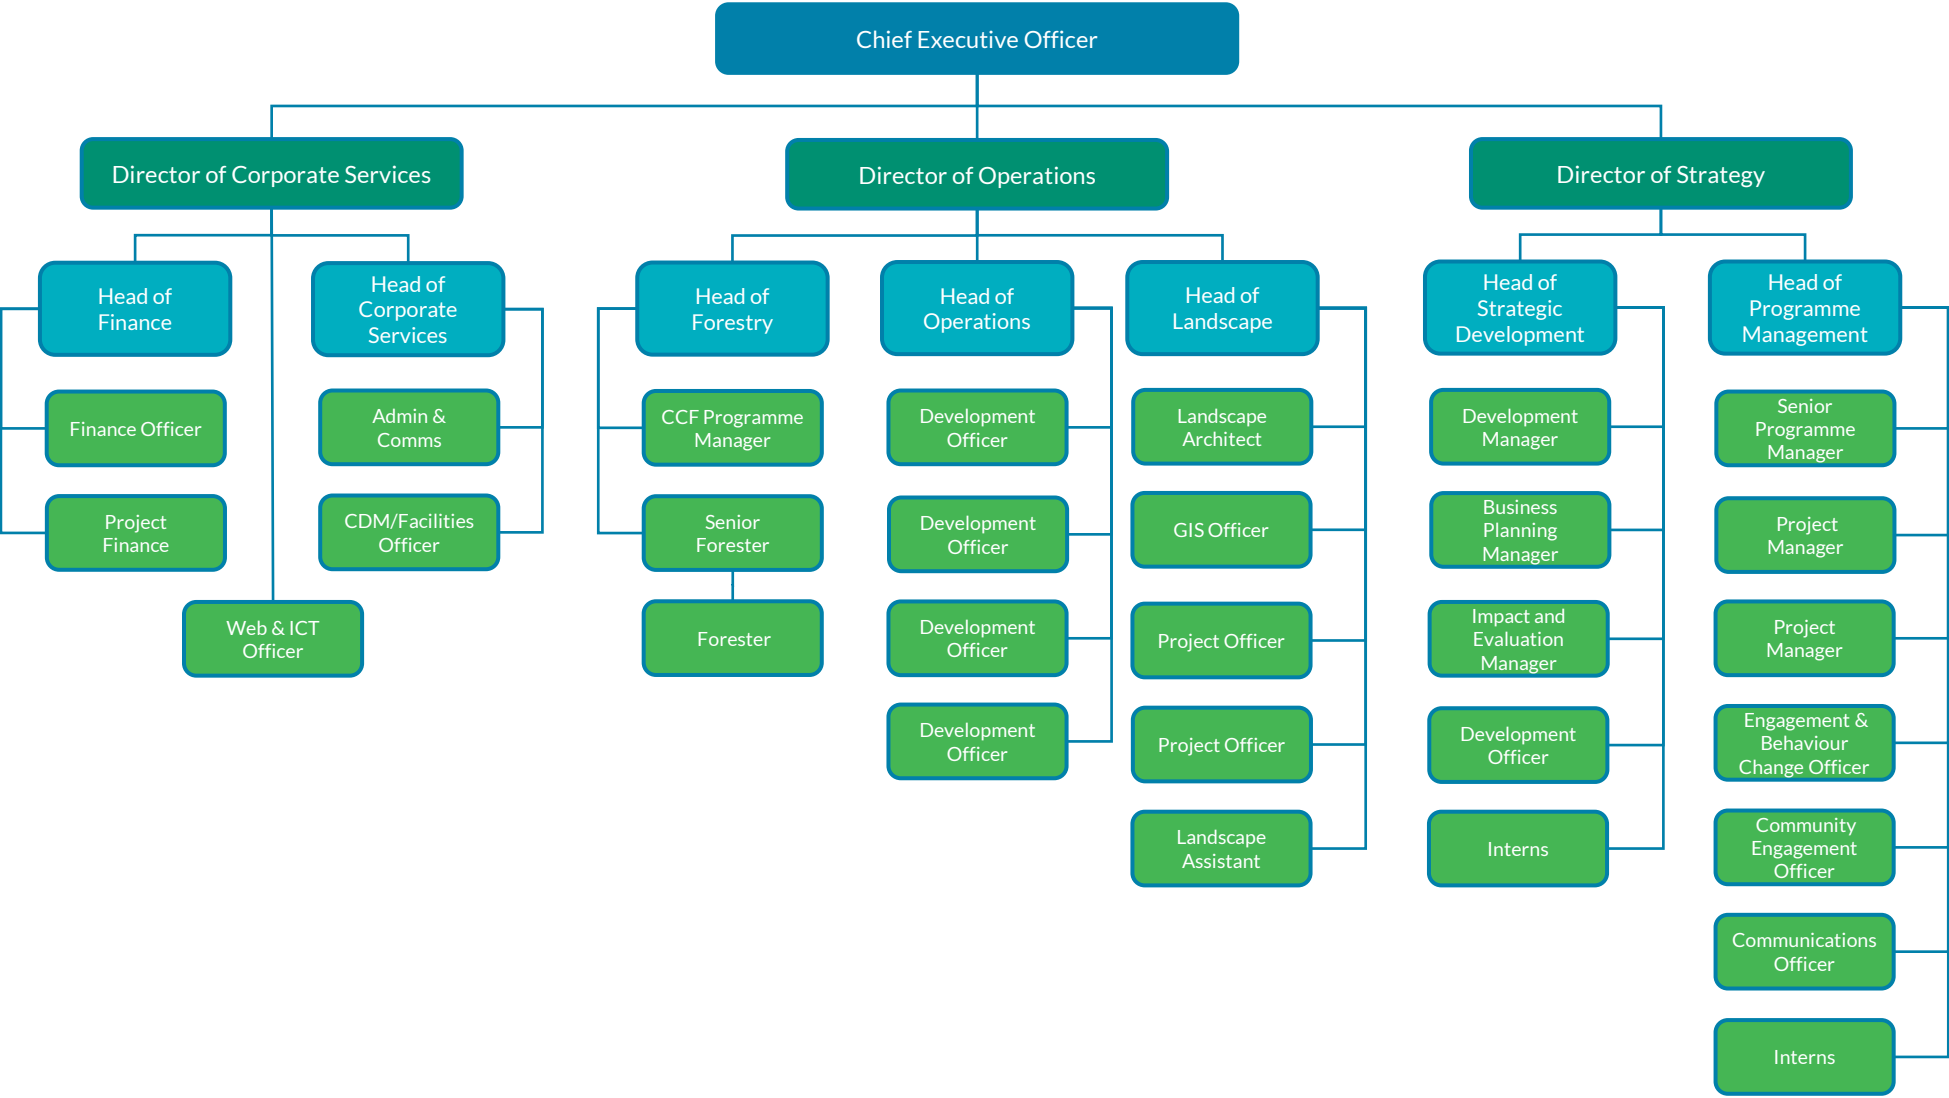 Chief Executive Officer
Director of Corporate Services
Director of Operations
Director of Strategy
Head of
Finance
Head of
Corporate
Services
Head of
Forestry
Head of
Operations
Head of
Landscape
Head of
Strategic
Development
Head of
Programme
Management
Finance Officer
Project
Finance
Web & ICT
Officer
Admin &
Comms
CDM/Facilities
Officer
CCF Programme
Manager
Senior
Forester
Forester
Development
Officer
Development
Officer
Development
Officer
Development
Officer
Landscape
Architect
GIS Officer
Project Officer
Project Officer
Landscape
Assistant
Development
Manager
Business
Planning
Manager
Impact and
Evaluation
Manager
Development
Officer
Interns
Senior
Programme
Manager
Project
Manager
Project
Manager
Engagement &
Behaviour
Change Officer
Community
Engagement
Officer
Communications
Officer
Interns